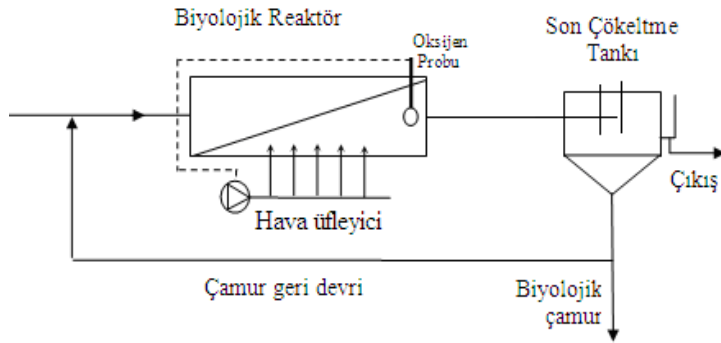 Biyolojik Reaktör
Oksijen
Probu
Son Çökeltme
Tankı
Çıkış
Hava üfleyici
Çamur geri devri
Biyolojik
çamur